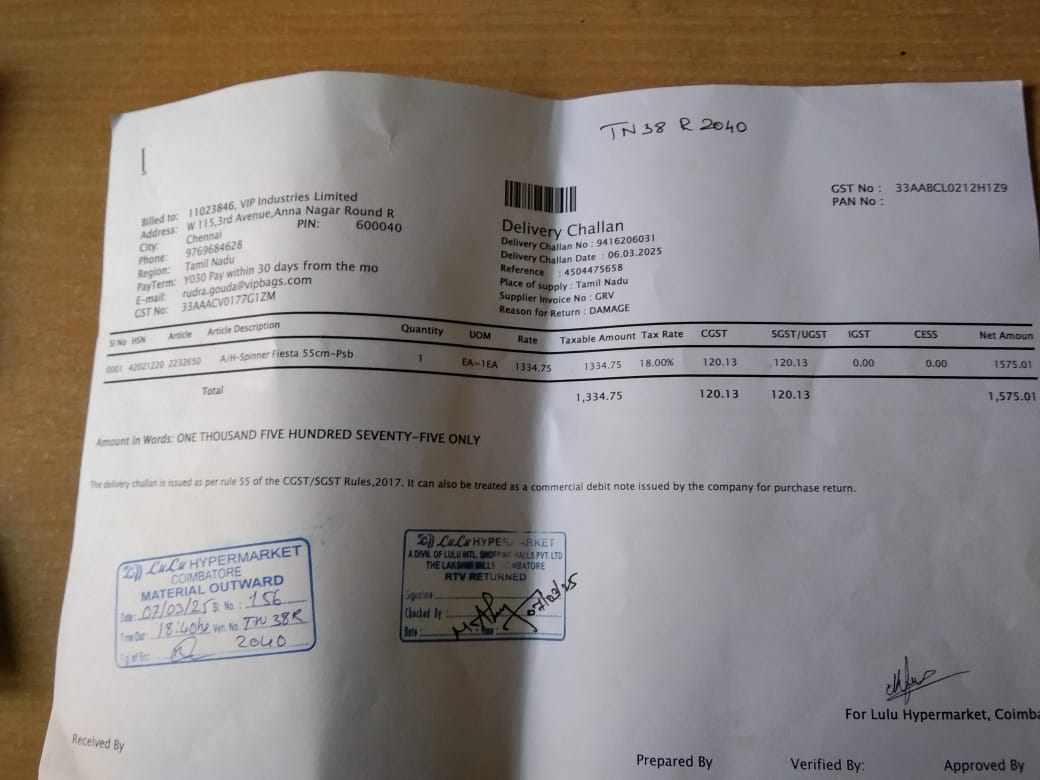 TN 38 R 2040
GST No : 33AABCL0212H1Z9
PAN No :
Billed to: 11023846, VIP Industries Limited
Address: W 115,3rd Avenue,Anna Nagar Round R
City: Chennai PIN: 600040
Phone: 9769684628
Region: Tamil Nadu
PayTerm: Y030 Pay within 30 days from the mo
E-mail: rudra.gouda@vipbags.com
GST No: 33AAACV0177G1ZM
Delivery Challan
Delivery Challan No : 9416206031
Delivery Challan Date : 06.03.2025
Reference : 4504475658
Place of supply : Tamil Nadu
Supplier Invoice No : GRV
Reason for Return : DAMAGE
Sl No HSN Article Article Description Quantity UOM Rate Taxable Amount Tax Rate CGST SGST/UGST IGST CESS Net Amoun
0001 42021220 2232650 A/H-Spinner Fiesta 55cm-Psb 1 EA=1EA 1334.75 1334.75 18.00% 120.13 120.13 0.00 0.00 1575.01
Total 1,334.75 120.13 120.13 1,575.01
Amount in Words: ONE THOUSAND FIVE HUNDRED SEVENTY-FIVE ONLY
The delivery challan is issued as per rule 55 of the CGST/SGST Rules,2017. It can also be treated as a commercial debit note issued by the company for purchase return.
LuLu HYPERMARKET
COIMBATORE
MATERIAL OUTWARD
Date: 07/03/25 Sl. No. : 156
Time Out: 18:40hr Veh. No. TN 38R
2040
LuLu HYPERMARKET
A DIVN. OF LULU INTL. SHOPPING MALLS PVT. LTD
THE LAKSHMI MILLS COIMBATORE
RTV RETURNED
Signature
Checked By :
Date : 07/03/25
For Lulu Hypermarket, Coimba
Received By
Prepared By Verified By: Approved By